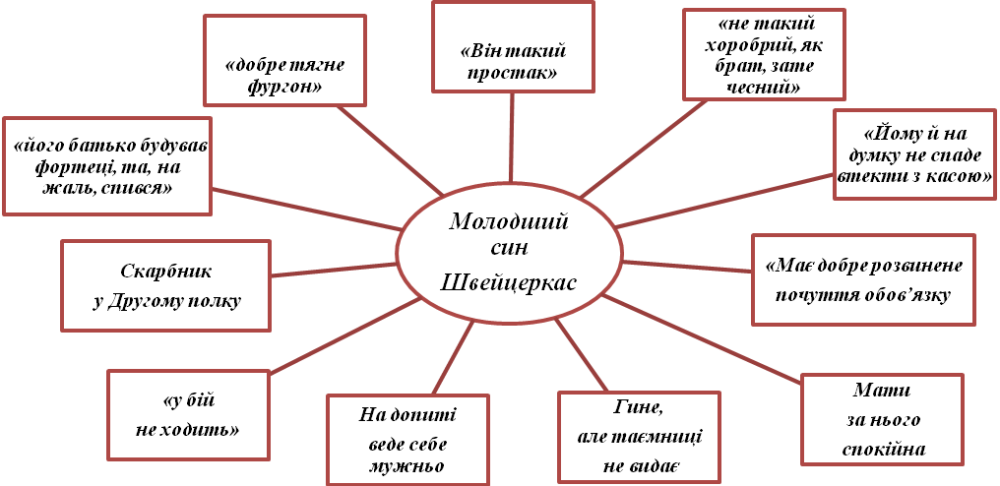 «Він такий
простак»
«не такий
хоробрий, як
брат, зате
чесний»
«Йому й на
думку не спаде
втекти з касою»
«Має добре розвинене
почуття обов’язку
Мати
за нього
спокійна
Гине,
але таємниці
не видає
На допиті
веде себе
мужньо
«у бій
не ходить»
Скарбник
у Другому полку
«його батько будував
фортеці, та, на
жаль, спився»
«добре тягне
фургон»
Молодший
син
Швейцеркас